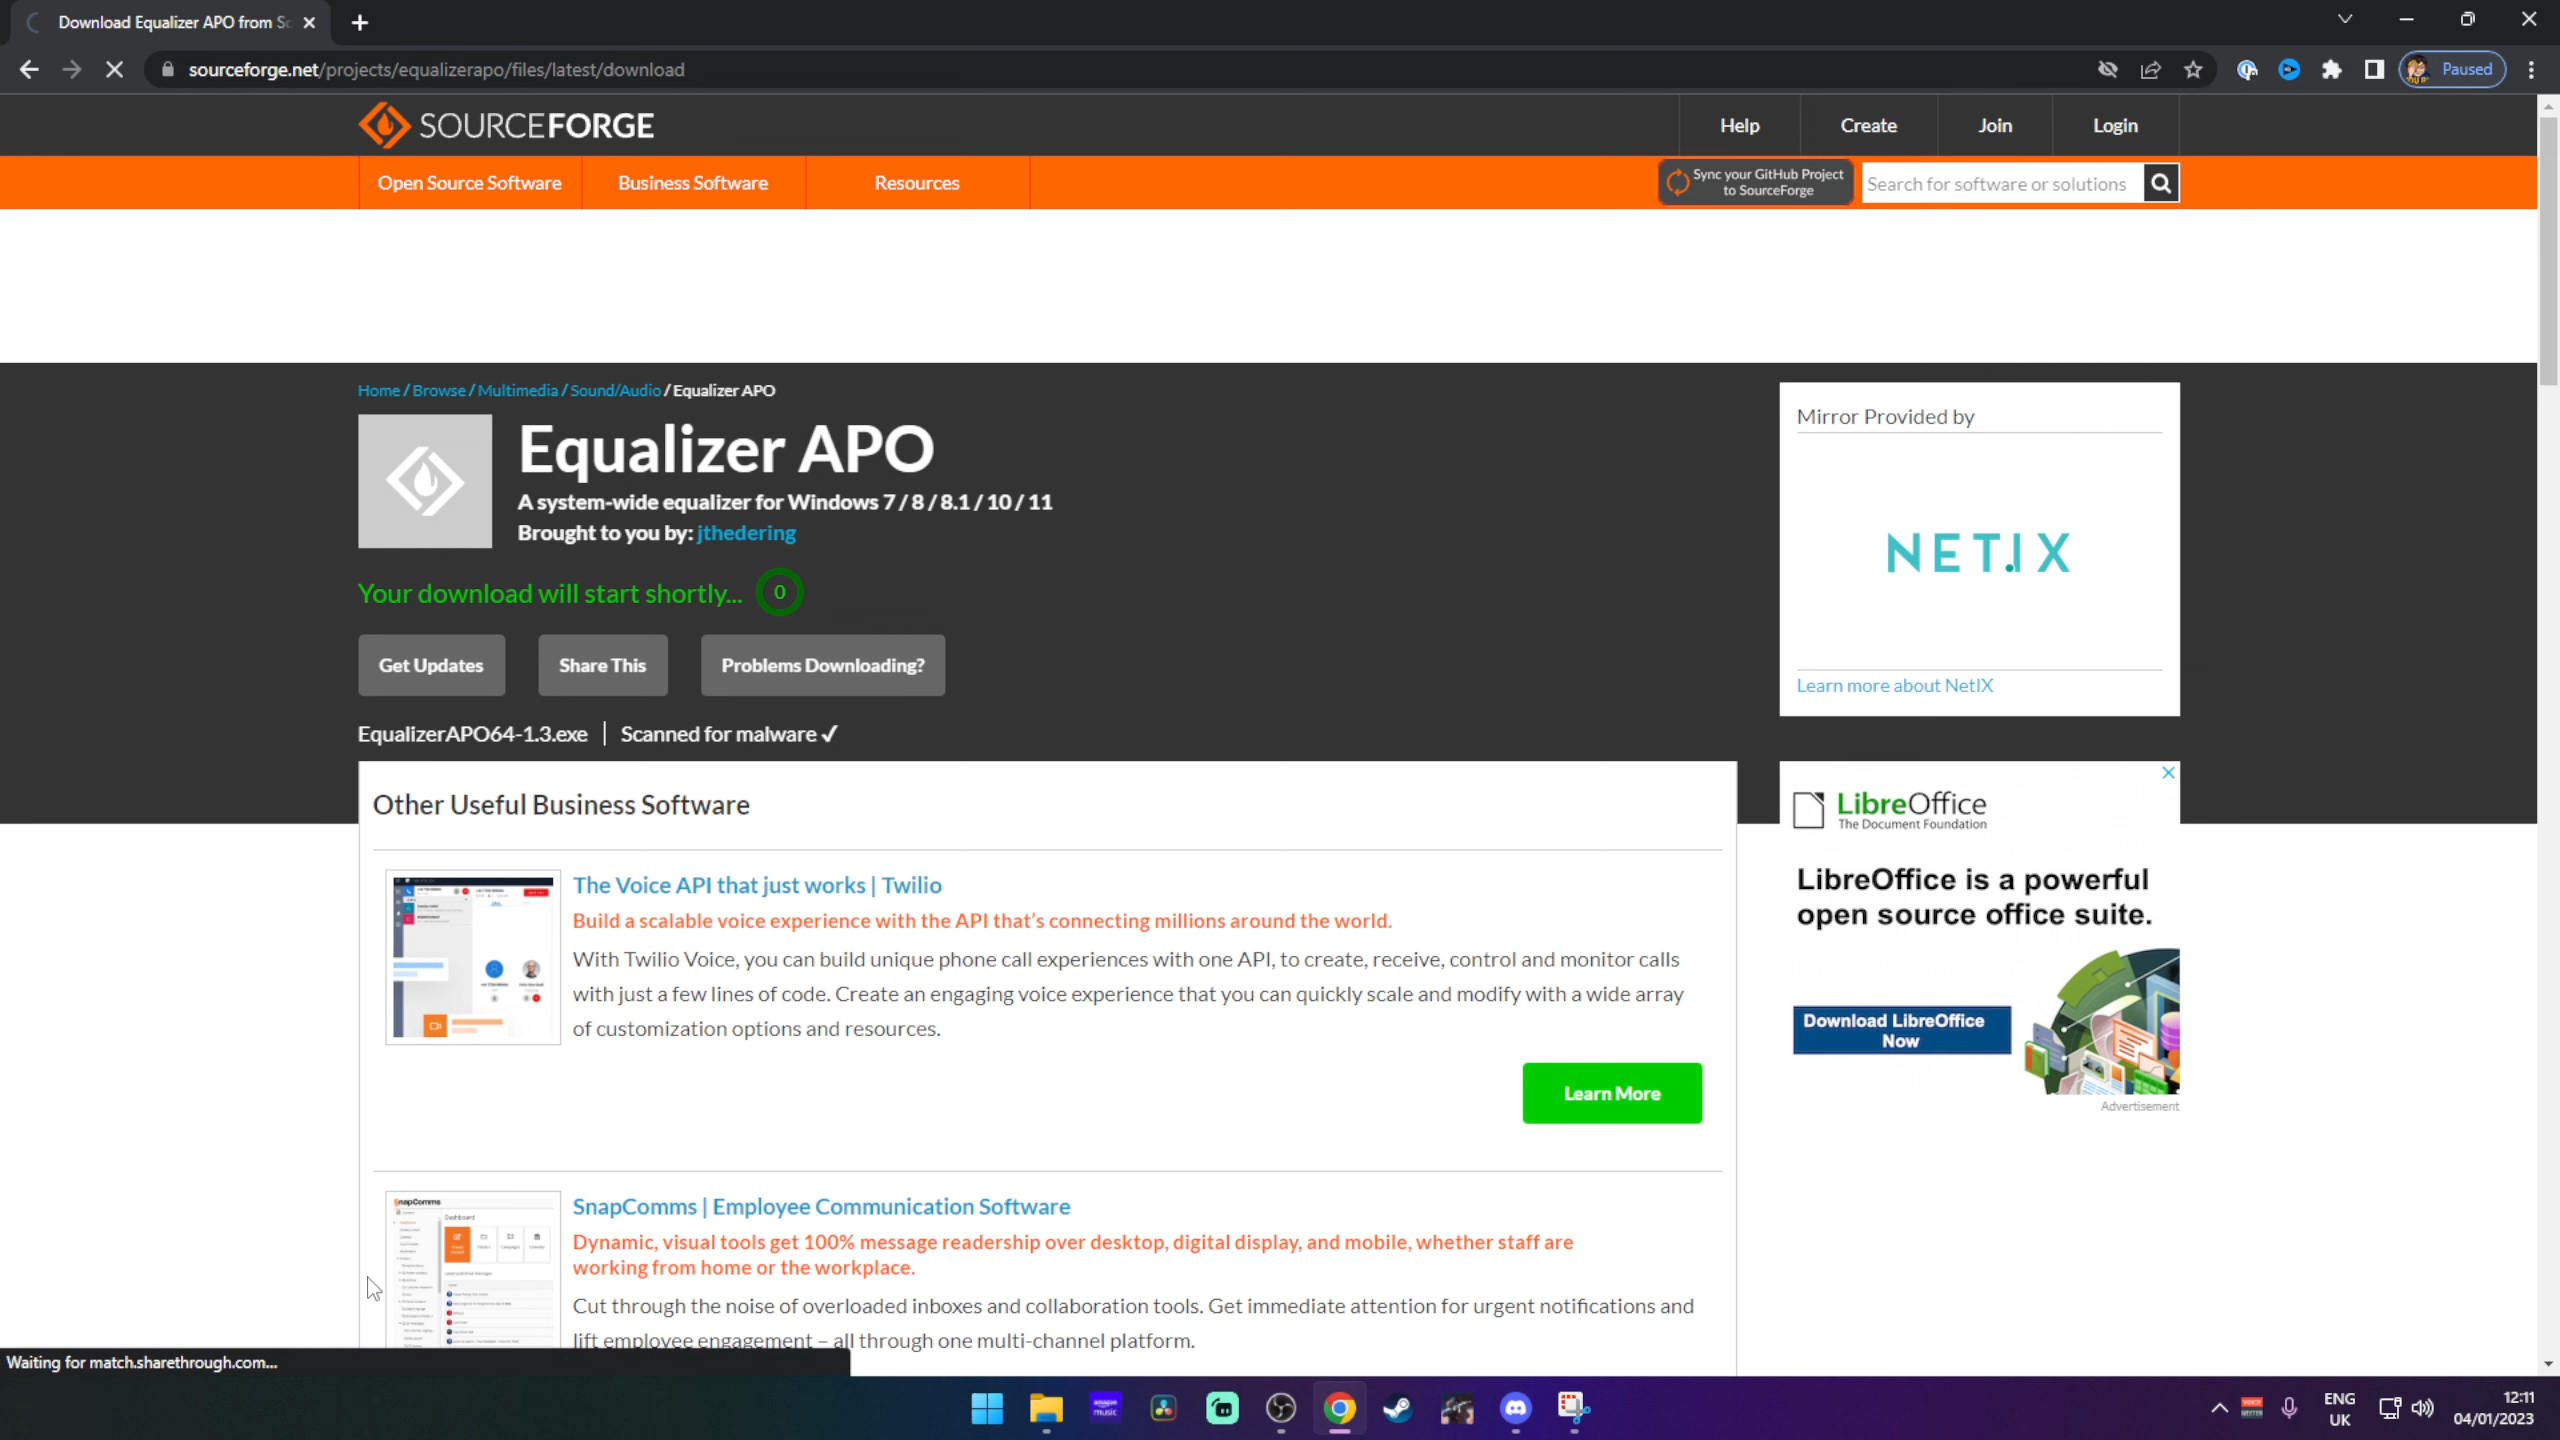 Download Equalizer APO from So
sourceforge.net/projects/equalizerapo/files/latest/download
Paused
SOURCEFORGE
Help
Create
Join
Login
Open Source Software
Business Software
Resources
Sync your GitHub Project
to SourceForge
Search for software or solutions
Home / Browse / Multimedia / Sound/Audio / Equalizer APO
Equalizer APO
A system-wide equalizer for Windows 7 / 8 / 8.1 / 10 / 11
Brought to you by: jthedering
Your download will start shortly... 0
Get Updates
Share This
Problems Downloading?
EqualizerAPO64-1.3.exe | Scanned for malware ✓
Mirror Provided by
NETIX
Learn more about NetIX
Other Useful Business Software
The Voice API that just works | Twilio
Build a scalable voice experience with the API that's connecting millions around the world.
With Twilio Voice, you can build unique phone call experiences with one API, to create, receive, control and monitor calls
with just a few lines of code. Create an engaging voice experience that you can quickly scale and modify with a wide array
of customization options and resources.
Learn More
LibreOffice
The Document Foundation
LibreOffice is a powerful
open source office suite.
Download LibreOffice
Now
Advertisement
SnapComms
Dashboard
SnapComms | Employee Communication Software
Dynamic, visual tools get 100% message readership over desktop, digital display, and mobile, whether staff are
working from home or the workplace.
Cut through the noise of overloaded inboxes and collaboration tools. Get immediate attention for urgent notifications and
lift employee engagement – all through one multi-channel platform.
Waiting for match.sharethrough.com...
amazon
music
ENG
UK
12:11
04/01/2023